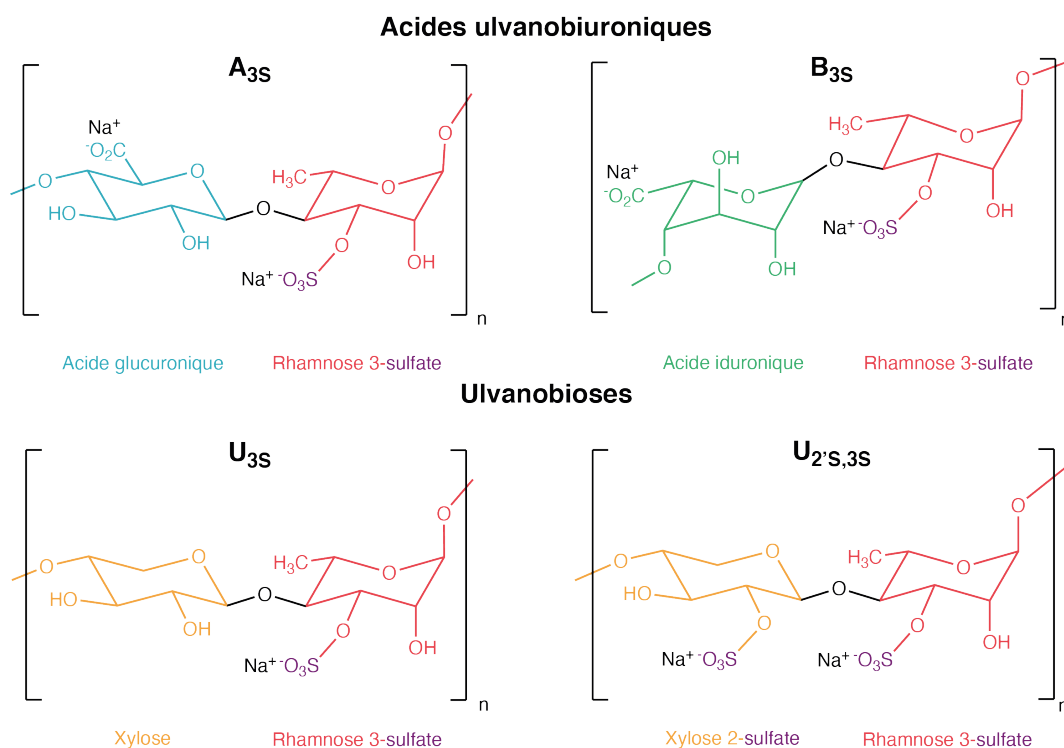 Acides ulvanobiuroniques
A3S
B3S
Na+
-O2C
O
O
HO
OH
O
H3C
O
O
O
OH
Na+ -O3S
n
Na+
-O2C
OH
O
O
OH
O
H3C
O
O
O
OH
Na+ -O3S
n
Acide glucuronique
Rhamnose 3-sulfate
Acide iduronique
Rhamnose 3-sulfate
Ulvanobioses
U3S
U2'S,3S
O
O
HO
OH
O
H3C
O
O
O
OH
Na+ -O3S
n
O
O
HO
O
Na+ -O3S
O
H3C
O
O
O
OH
Na+ -O3S
n
Xylose
Rhamnose 3-sulfate
Xylose 2-sulfate
Rhamnose 3-sulfate